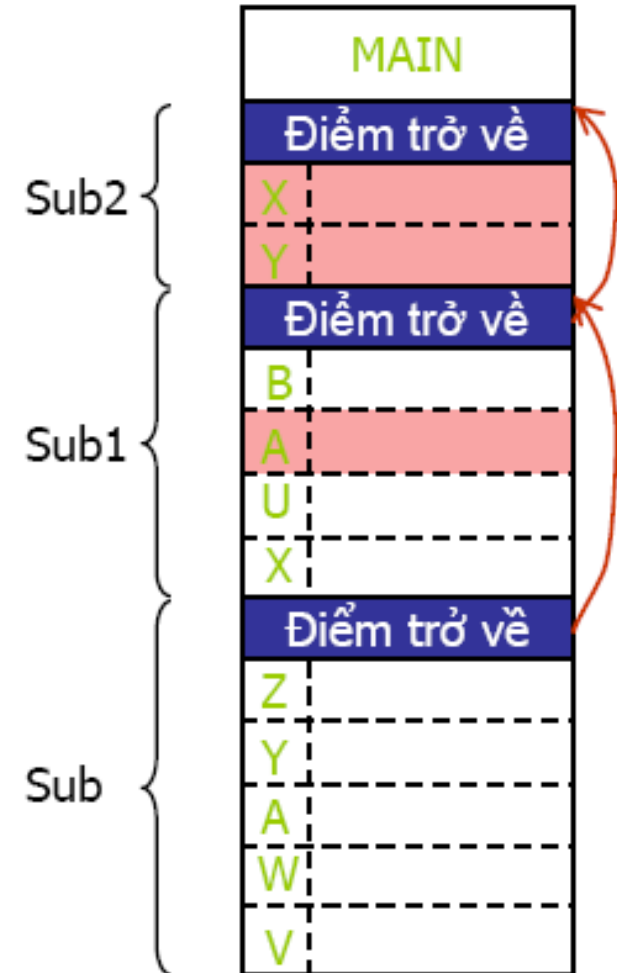 MAIN
Điểm trở về
Sub2
X
Y
Điểm trở về
B
Sub1
A
U
X
Điểm trở về
Z
Y
Sub
A
W
V